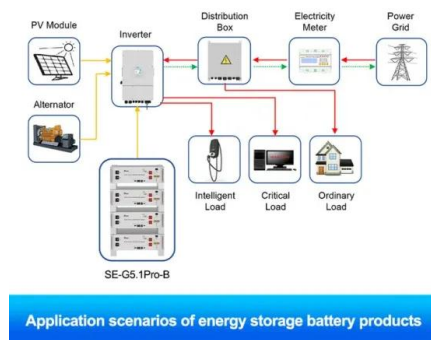 PV Module
Inverter
Distribution
Box
Electricity
Meter
Power
Grid
Alternator
Intelligent
Load
Critical
Load
Ordinary
Load
SE-G5.1Pro-B
Application scenarios of energy storage battery products